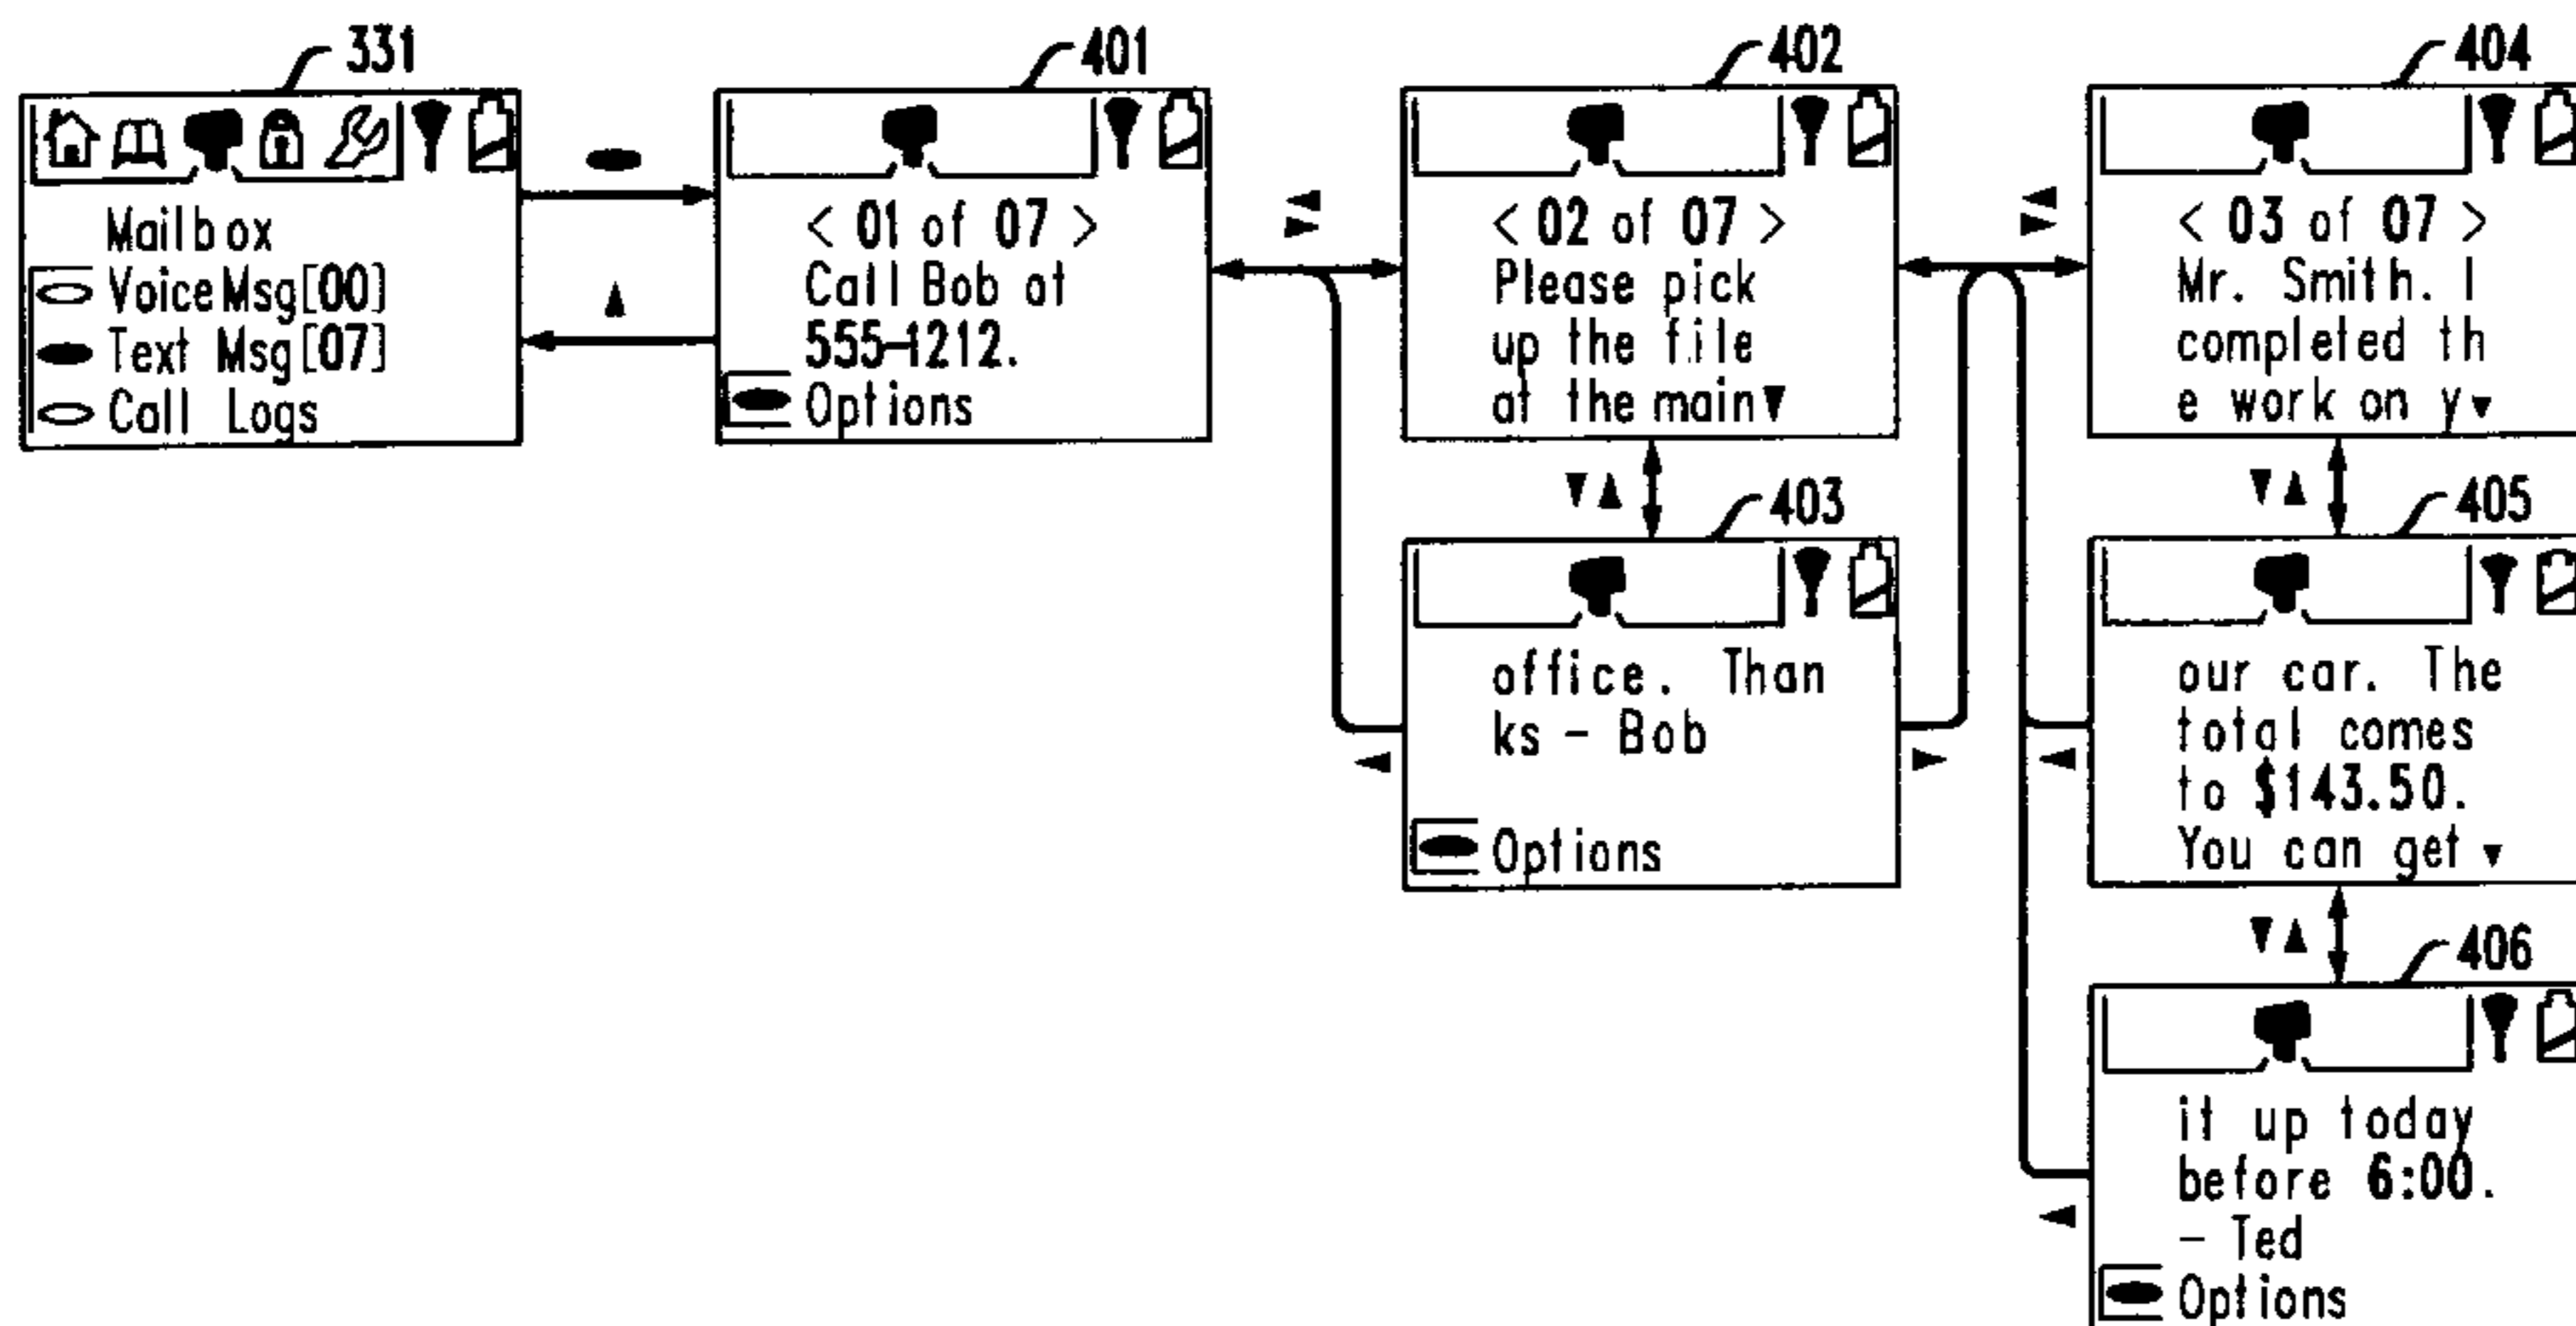 331
Mailbox
VoiceMsg[00]
Text Msg[07]
Call Logs
401
< 01 of 07 >
Call Bob at
555-1212.
Options
402
< 02 of 07 >
Please pick
up the file
at the main
403
office. Than
ks - Bob
Options
404
< 03 of 07 >
Mr. Smith. I
completed th
e work on y
405
our car. The
total comes
to $143.50.
You can get
406
it up today
before 6:00.
- Ted
Options